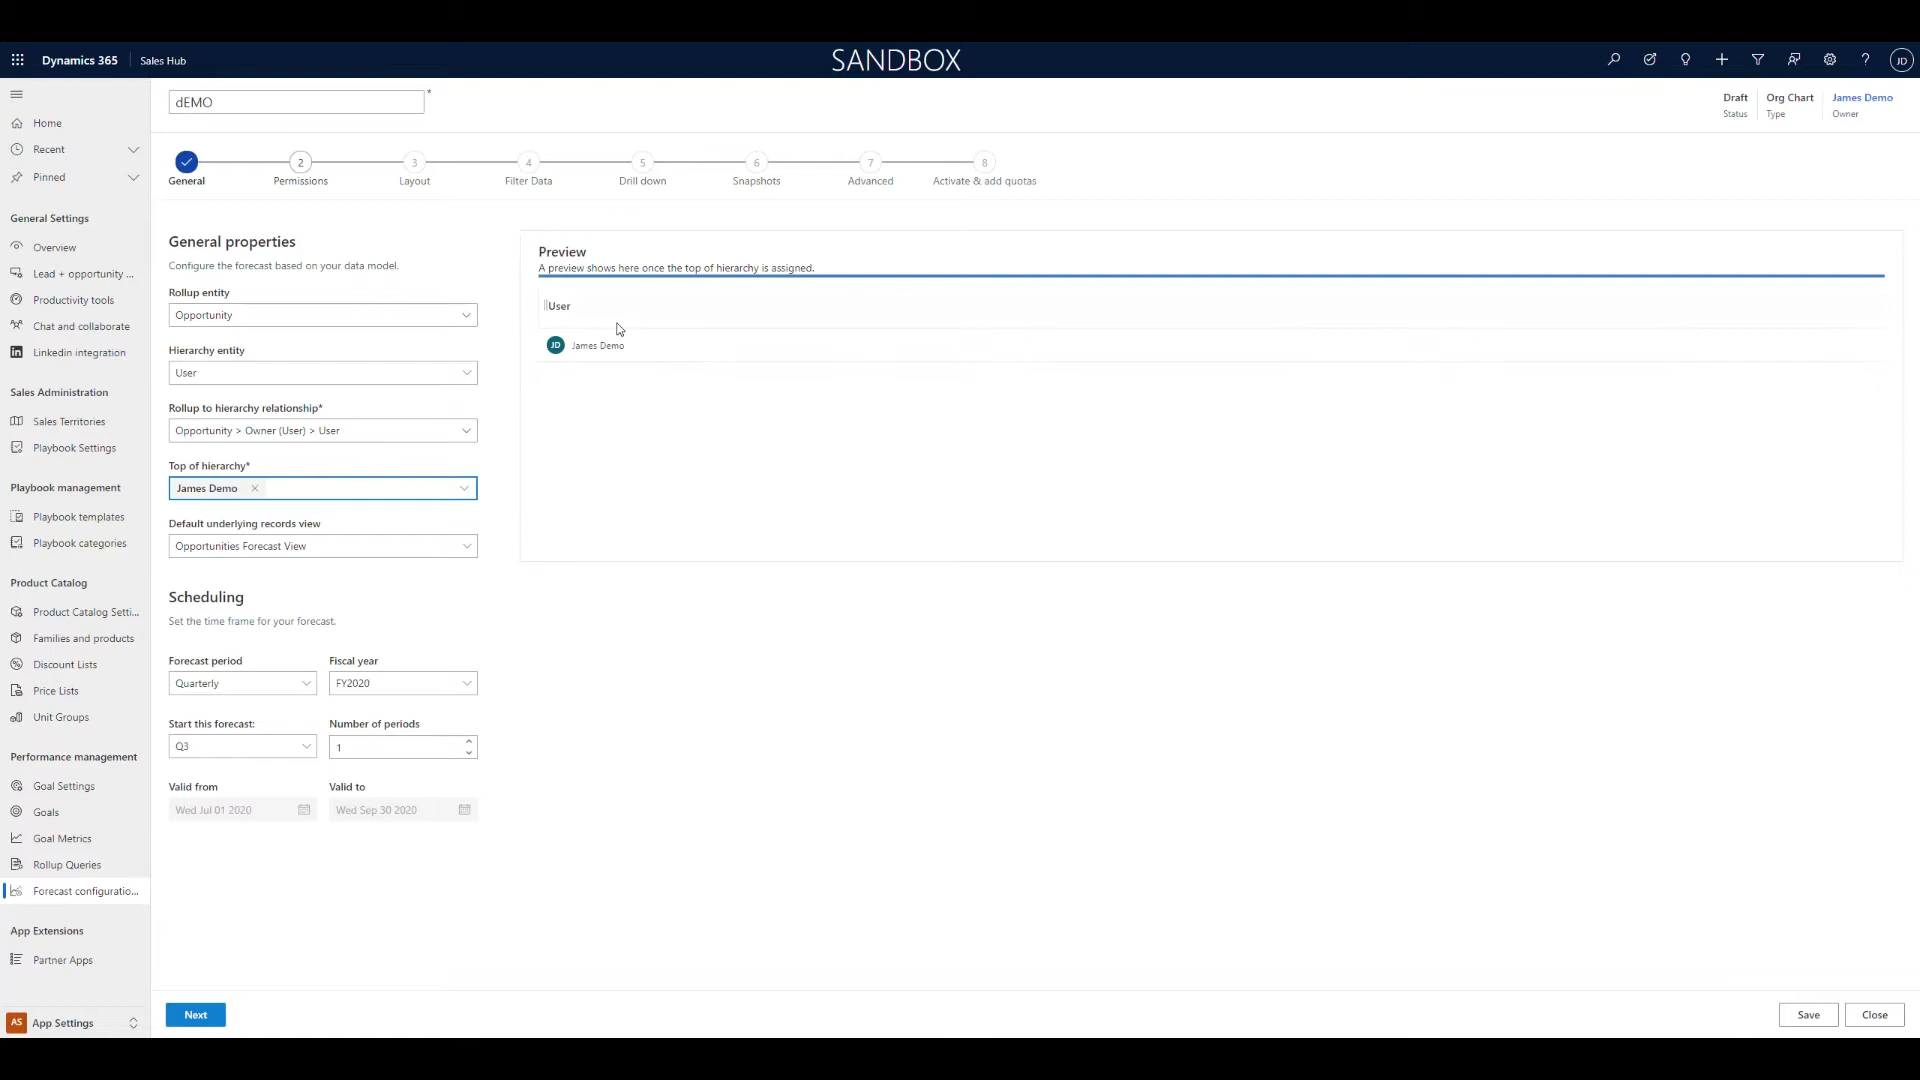 Dynamics 365
Sales Hub
SANDBOX
JD
dEMO
*
Draft
Status
Org Chart
Type
James Demo
Owner
Home
Recent
Pinned
General Settings
Overview
Lead + opportunity ...
Productivity tools
Chat and collaborate
Linkedin integration
Sales Administration
Sales Territories
Playbook Settings
Playbook management
Playbook templates
Playbook categories
Product Catalog
Product Catalog Setti...
Families and products
Discount Lists
Price Lists
Unit Groups
Performance management
Goal Settings
Goals
Goal Metrics
Rollup Queries
Forecast configuratio...
App Extensions
Partner Apps
AS App Settings
General
2
Permissions
3
Layout
4
Filter Data
5
Drill down
6
Snapshots
7
Advanced
8
Activate & add quotas
General properties
Configure the forecast based on your data model.
Rollup entity
Opportunity
Hierarchy entity
User
Rollup to hierarchy relationship*
Opportunity > Owner (User) > User
Top of hierarchy*
James Demo
Default underlying records view
Opportunities Forecast View
Scheduling
Set the time frame for your forecast.
Forecast period
Quarterly
Fiscal year
FY2020
Start this forecast:
Q3
Number of periods
1
Valid from
Wed Jul 01 2020
Valid to
Wed Sep 30 2020
Preview
A preview shows here once the top of hierarchy is assigned.
User
JD James Demo
Next
Save
Close